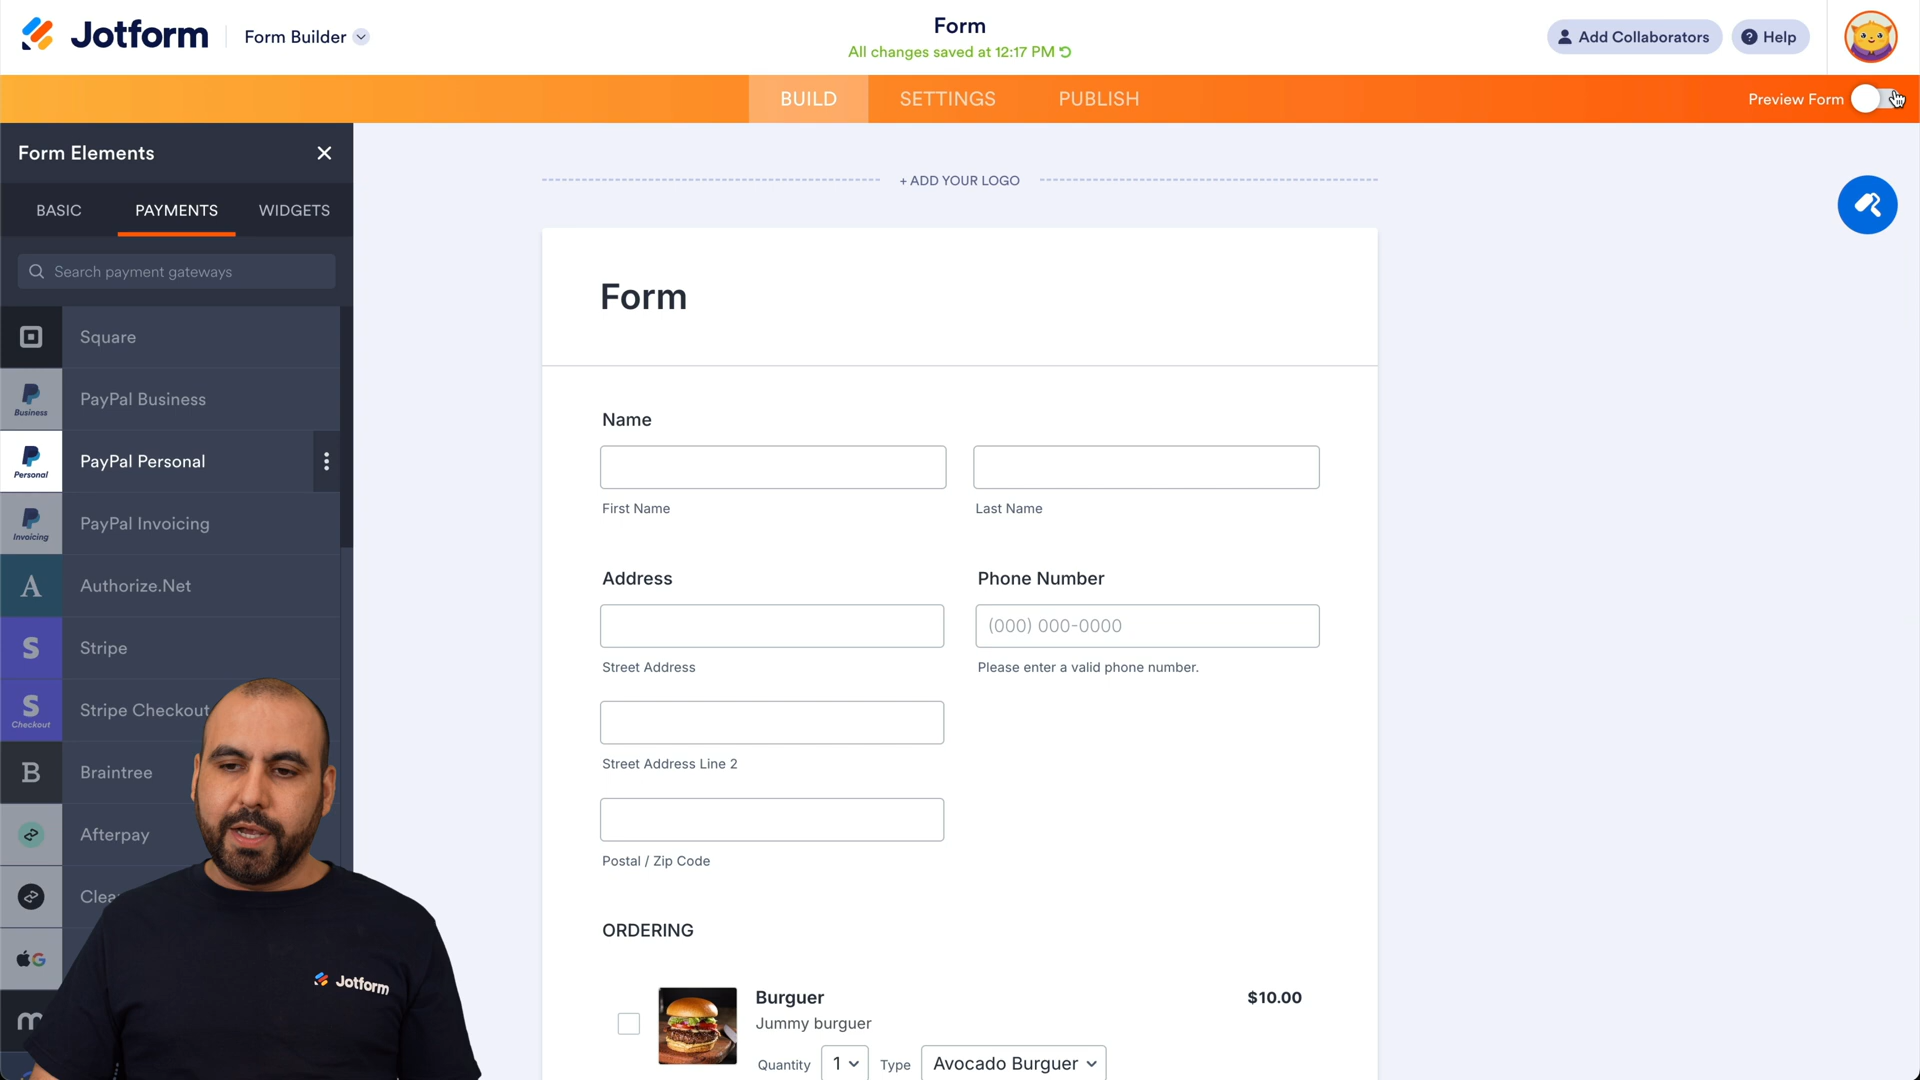 Jotform
Form Builder
Form
All changes saved at 12:17 PM
Add Collaborators
Help
BUILD
SETTINGS
PUBLISH
Preview Form
Form Elements
BASIC
PAYMENTS
WIDGETS
Search payment gateways
Square
Business
PayPal Business
Personal
PayPal Personal
Invoicing
PayPal Invoicing
A
Authorize.Net
S
Stripe
S
Checkout
Stripe Checkout
B
Braintree
Afterpay
G
Jotform
+ ADD YOUR LOGO
Form
Name
First Name
Last Name
Address
Phone Number
(000) 000-0000
Street Address
Please enter a valid phone number.
Street Address Line 2
Postal / Zip Code
ORDERING
Burguer
$10.00
Jummy burguer
Quantity 1 Type Avocado Burguer